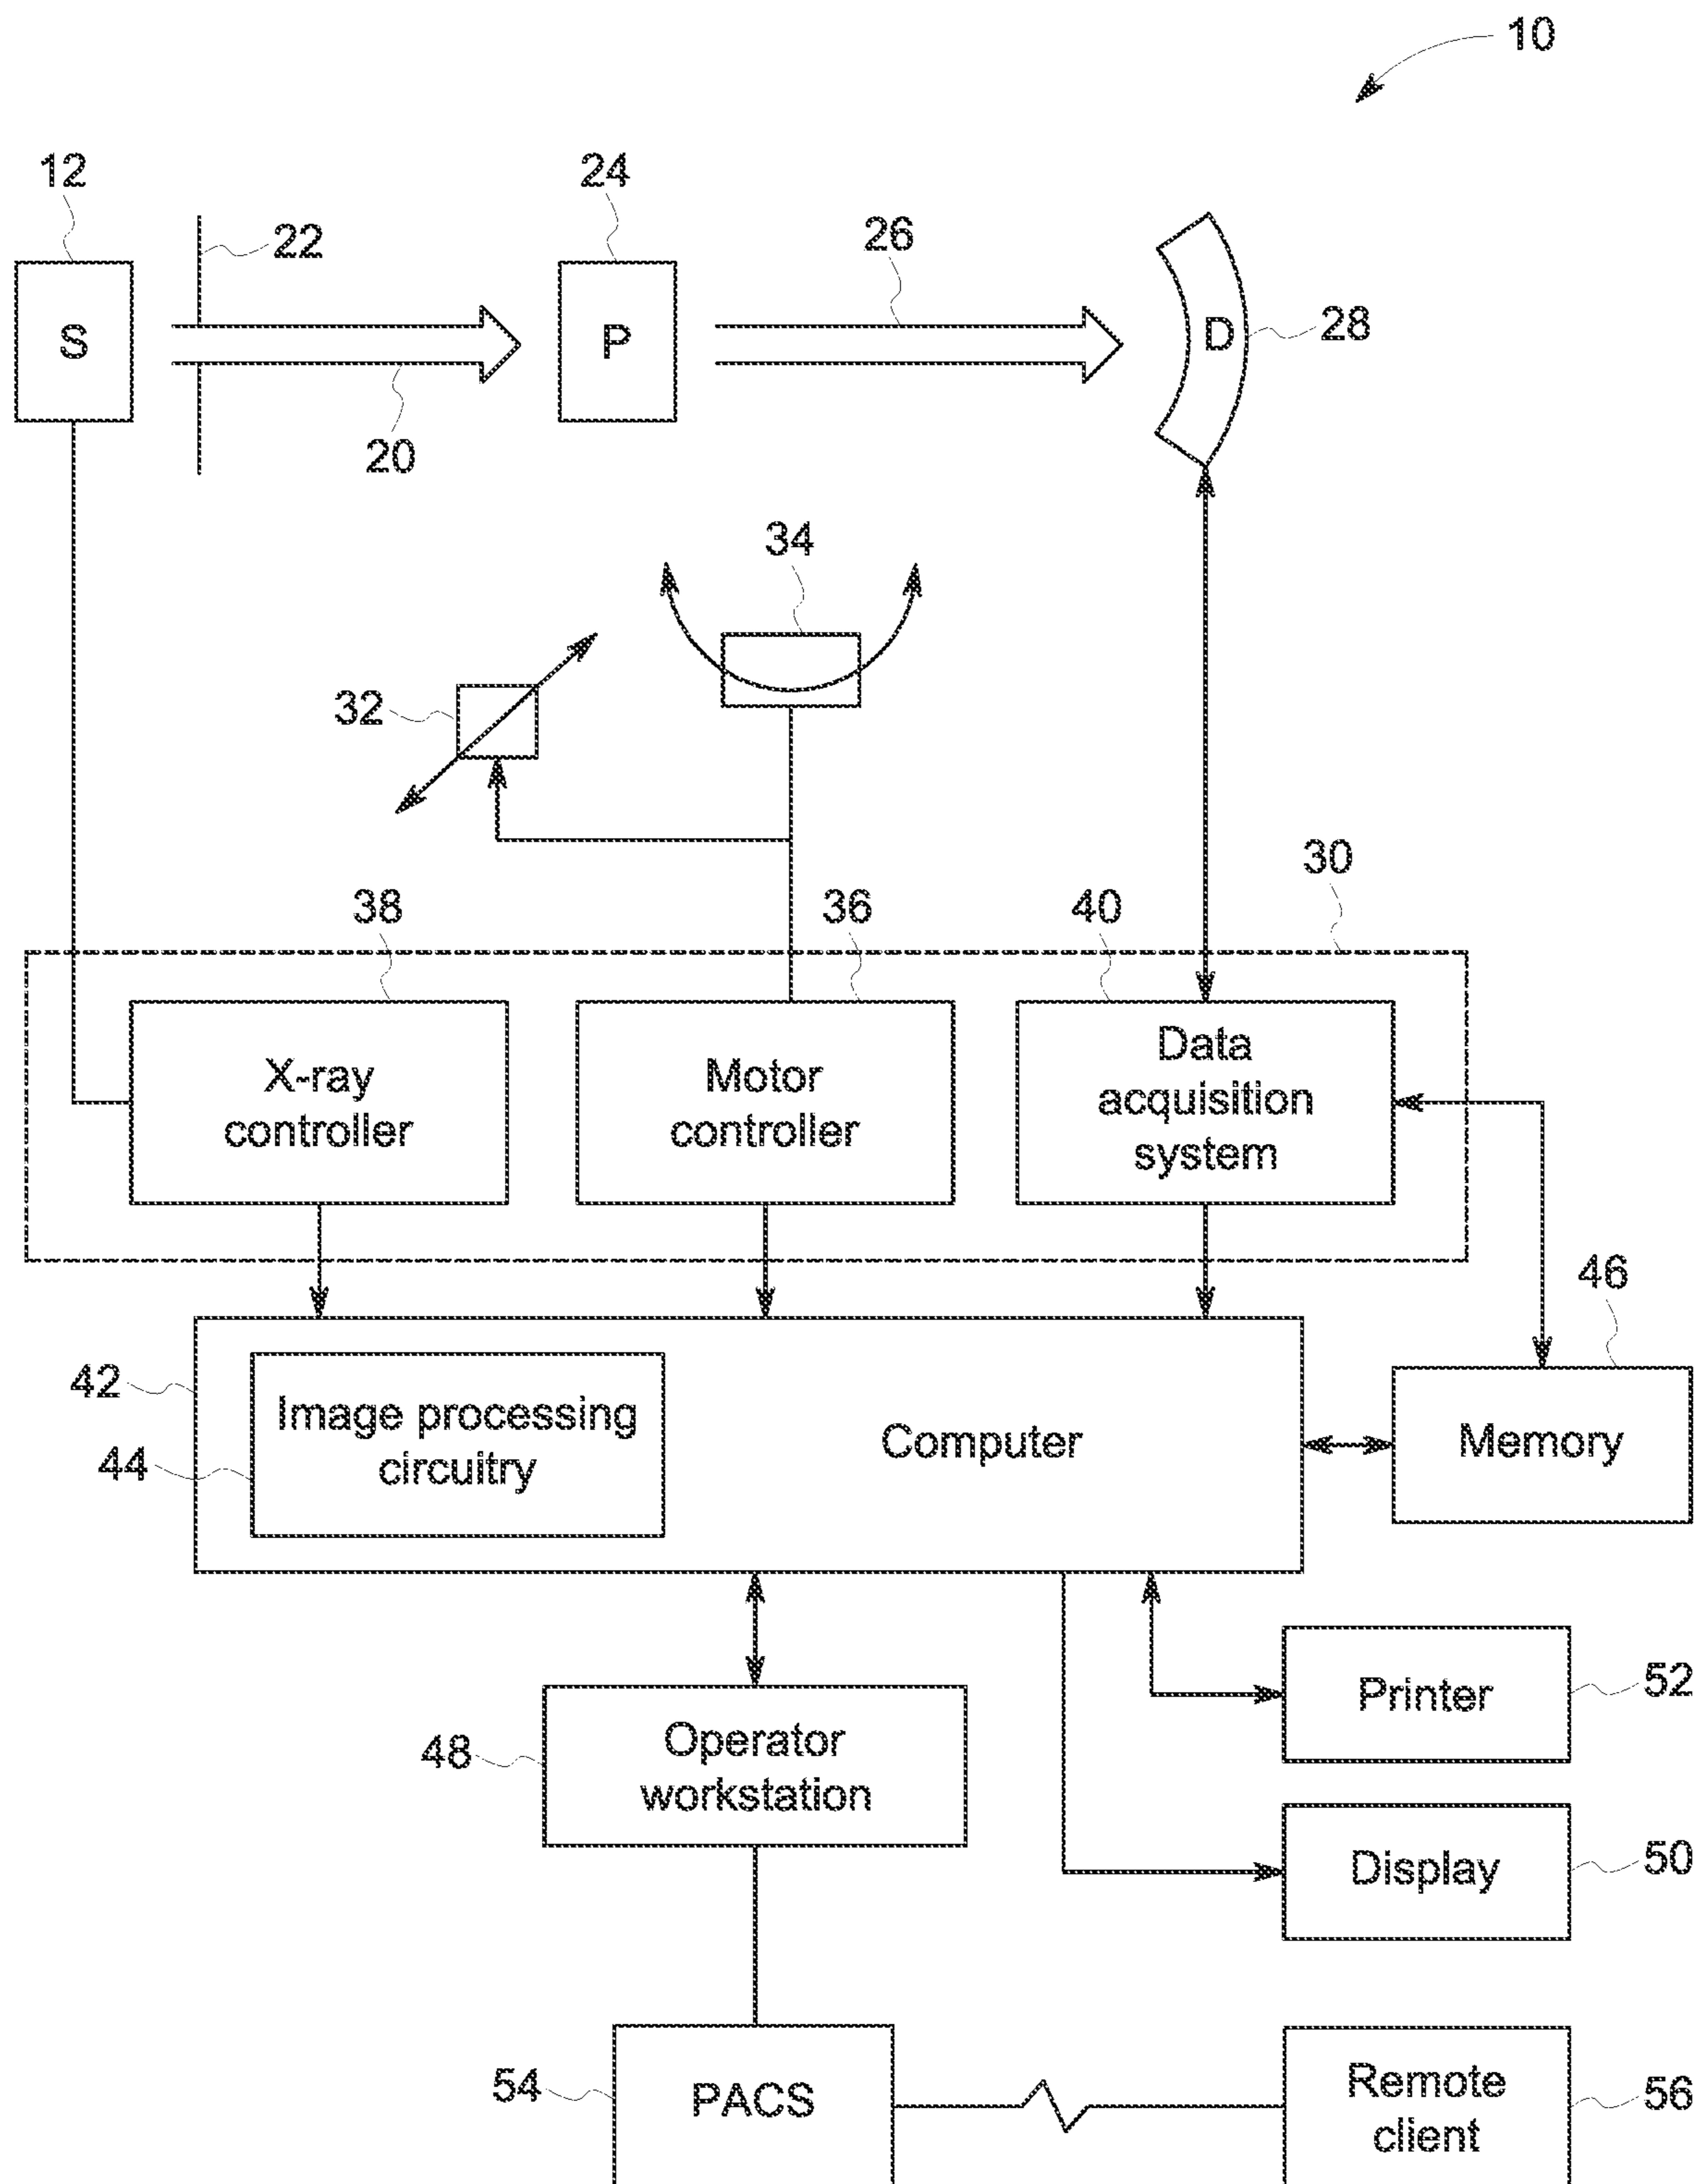 10
12
24
22
26
S
P
D
28
20
34
32
30
38
36
40
X-ray
controller
Motor
controller
Data
acquisition
system
46
42
Image processing
circuitry
44
Computer
Memory
Printer
52
Operator
workstation
48
Display
50
54
PACS
Remote
client
56